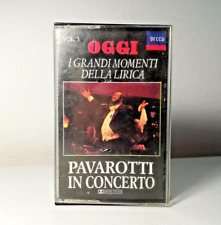 VOL. 3
OGGI
DECCA
I GRANDI MOMENTI
DELLA LIRICA
PAVAROTTI
IN CONCERTO